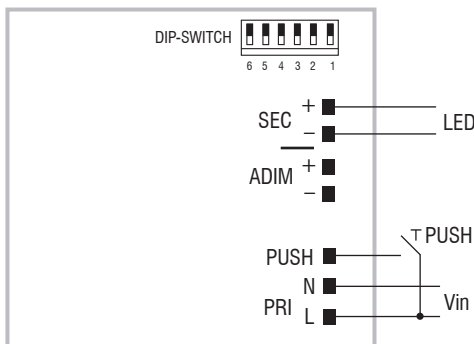 DIP-SWITCH
6 5 4 3 2 1
SEC + LED
−
ADIM +
−
PUSH PUSH
N
PRI Vin
L